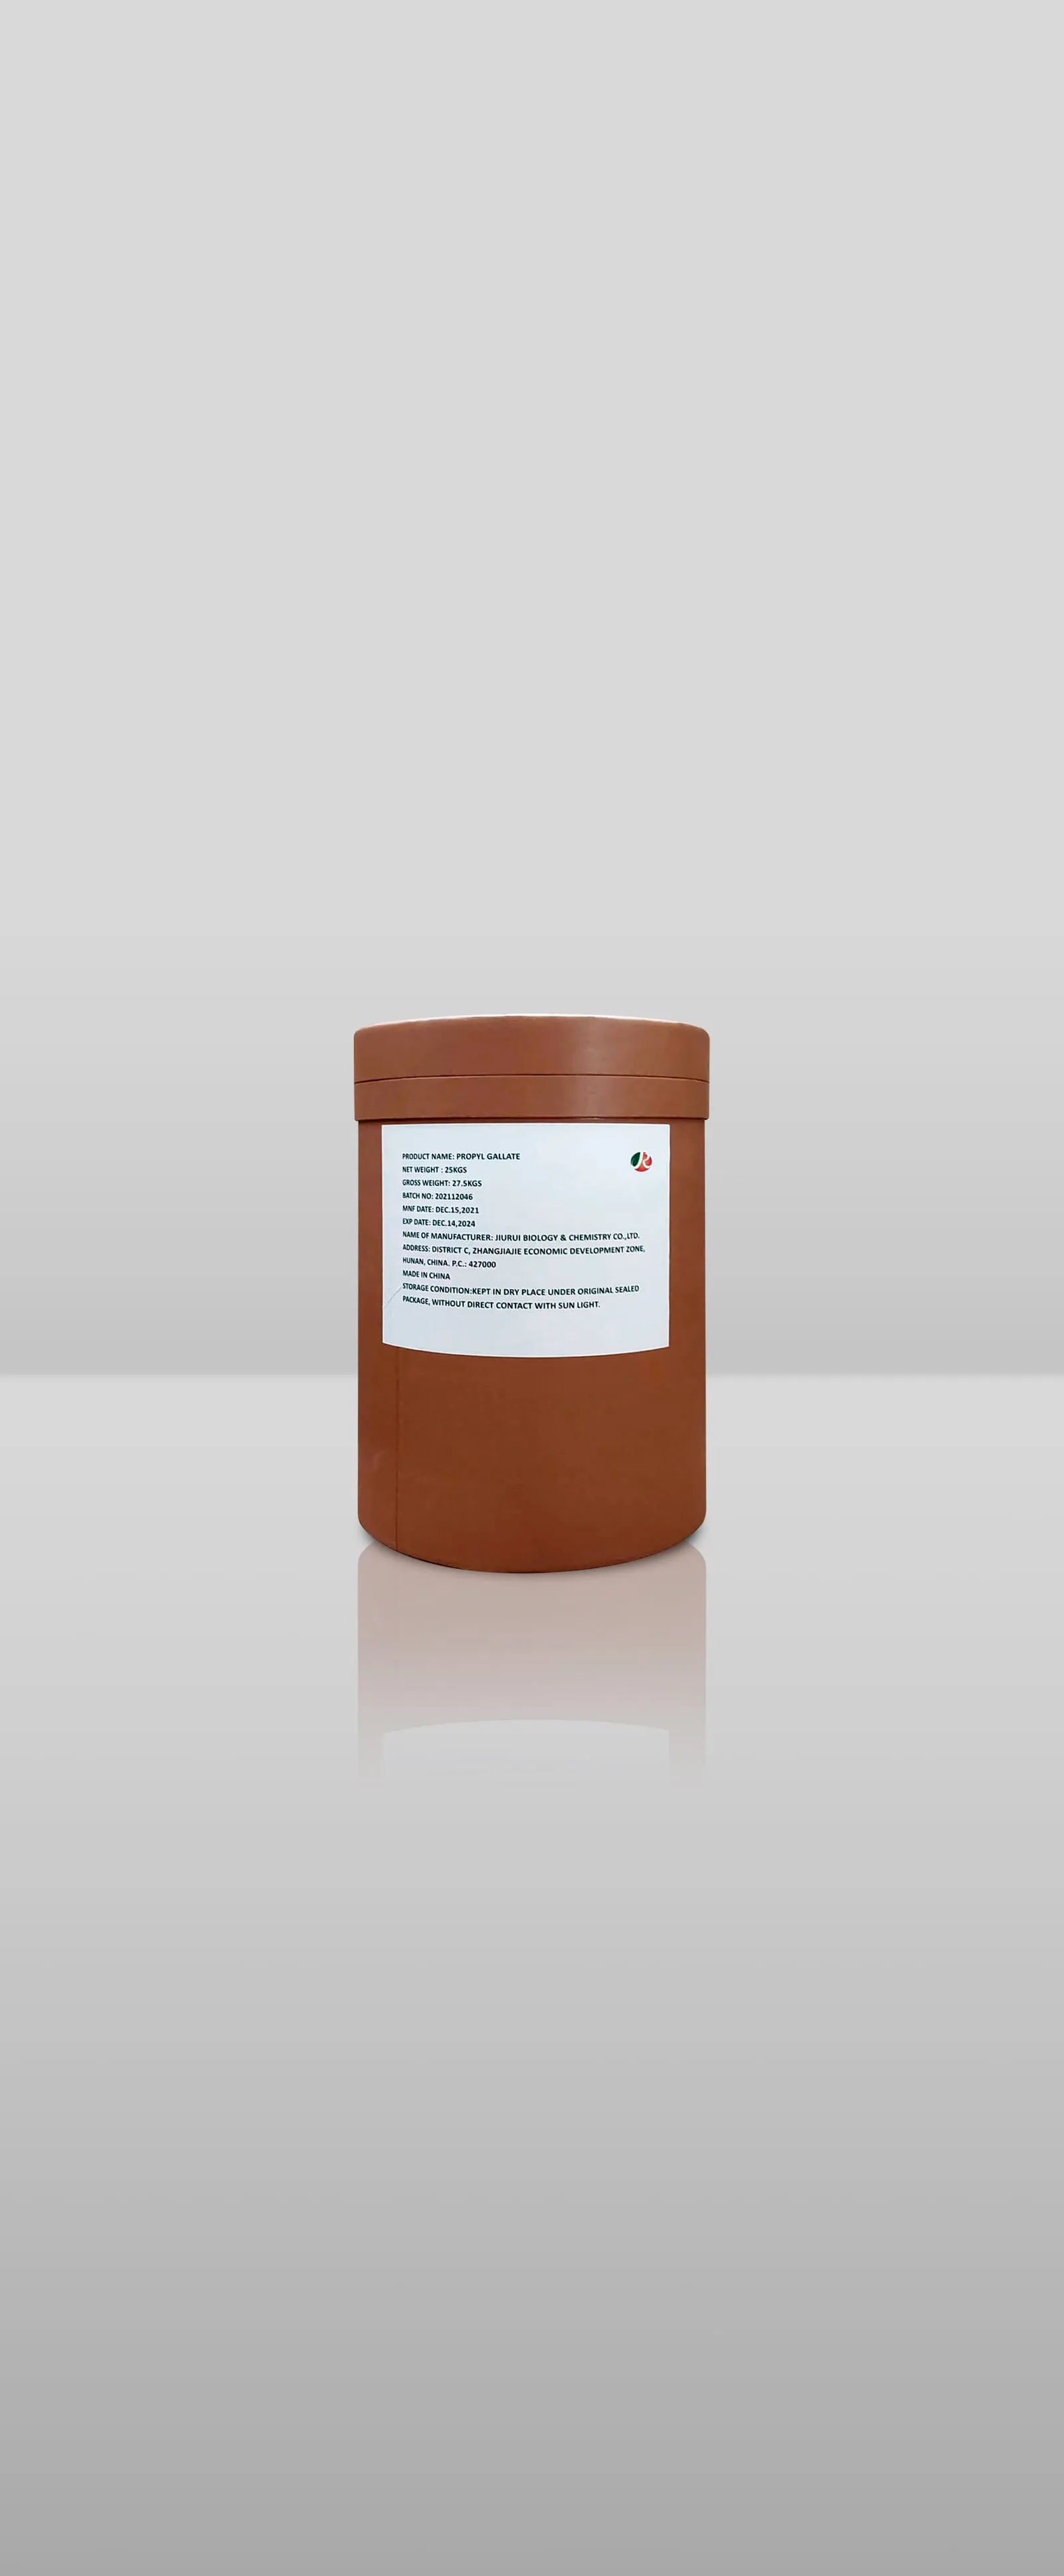 PRODUCT NAME: PROPYL GALLATE
NET WEIGHT : 25KGS
GROSS WEIGHT: 27.5KGS
BATCH NO: 202112046
MNF DATE: DEC.15,2021
EXP DATE: DEC.14,2024
NAME OF MANUFACTURER: JIURUI BIOLOGY & CHEMISTRY CO.,LTD.
ADDRESS: DISTRICT C, ZHANGJIAJIE ECONOMIC DEVELOPMENT ZONE,
HUNAN, CHINA. P.C.: 427000
MADE IN CHINA
STORAGE CONDITION:KEPT IN DRY PLACE UNDER ORIGINAL SEALED
PACKAGE, WITHOUT DIRECT CONTACT WITH SUN LIGHT.